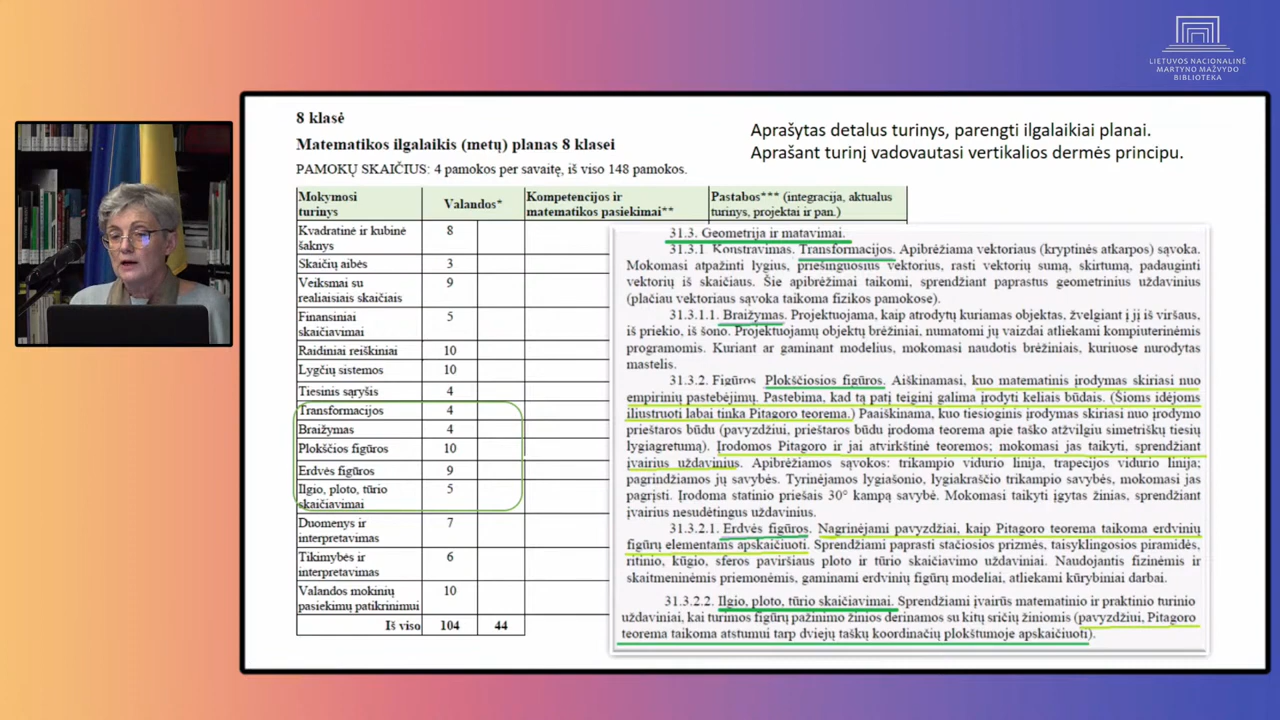 LIETUVOS NACIONALINĖ
MARTYNO MAŽVYDO
BIBLIOTEKA
8 klasė
Matematikos ilgalaikis (metų) planas 8 klasei
PAMOKŲ SKAIČIUS: 4 pamokos per savaitę, iš viso 148 pamokos.
Aprašytas detalus turinys, parengti ilgalaikiai planai.
Aprašant turinį vadovautasi vertikalios dermės principu.
Mokymosi
turinys
Valandos*
Kompetencijos ir
matematikos pasiekimai**
Pastabos*** (integracija, aktualus
turinys, projektai ir pan.)
Kvadratinė ir kubinė
šaknys
8
Skaičių aibės
3
Veiksmai su
realiaisiais skaičiais
9
Finansiniai
skaičiavimai
5
Raidiniai reiškiniai
10
Lygčių sistemos
10
Tiesinis sąryšis
4
Transformacijos
4
Braižymas
4
Plokščios figūros
10
Erdvės figūros
9
Ilgio, ploto, tūrio
skaičiavimai
5
Duomenys ir
interpretavimas
7
Tikimybės ir
interpretavimas
6
Valandos mokinių
pasiekimų patikrinimui
10
Iš viso
104
44
31.3. Geometrija ir matavimai.
31.3.1 Konstravimas. Transformacijos. Apibrėžiama vektoriaus (kryptinės atkarpos) sąvoka.
Mokomasi atpažinti lygius, priešinguosius vektorius, rasti vektorių sumą, skirtumą, padauginti
vektorių iš skaičiaus. Šie apibrėžimai taikomi, sprendžiant paprastus geometrinius uždavinius
(plačiau vektoriaus sąvoka taikoma fizikos pamokose).
31.3.1.1. Braižymas. Projektuojama, kaip atrodytų kuriamas objektas, žvelgiant į jį iš viršaus,
iš priekio, iš šono. Projektuojamų objektų brėžiniai, numatomi jų vaizdai atliekami kompiuterinėmis
programomis. Kuriant ar gaminant modelius, mokomasi naudotis brėžiniais, kuriuose nurodytas
mastelis.
31.3.2. Figūros Plokščiosios figūros. Aiškinamasi, kuo matematinis įrodymas skiriasi nuo
empirinių pastebėjimų. Pastebima, kad tą patį teiginį galima įrodyti keliais būdais. (Šioms idėjoms
iliustruoti labai tinka Pitagoro teorema.) Paaiškinama, kuo tiesioginis įrodymas skiriasi nuo įrodymo
prieštaros būdu (pavyzdžiui, prieštaros būdu įrodoma teorema apie taško atžvilgiu simetriškų tiesių
lygiagretumą). Įrodomos Pitagoro ir jai atvirkštinė teoremos; mokomasi jas taikyti, sprendžiant
įvairius uždavinius. Apibrėžiamos sąvokos: trikampio vidurio linija, trapecijos vidurio linija;
pagrindžiamos jų savybės. Tyrinėjamos lygiašonio, lygiakraščio trikampio savybės, mokomasi jas
pagrįsti. Įrodoma statinio priešais 30° kampą savybė. Mokomasi taikyti įgytas žinias, sprendžiant
įvairius nesudėtingus uždavinius.
31.3.2.1. Erdvės figūros. Nagrinėjami pavyzdžiai, kaip Pitagoro teorema taikoma erdvinių
figūrų elementams apskaičiuoti. Sprendžiami paprasti stačiosios prizmės, taisyklingosios piramidės,
ritinio, kūgio, sferos paviršiaus ploto ir tūrio skaičiavimo uždaviniai. Naudojantis fizinėmis ir
skaitmeninėmis priemonėmis, gaminami erdvinių figūrų modeliai, atliekami kūrybiniai darbai.
31.3.2.2. Ilgio, ploto, tūrio skaičiavimai. Sprendžiami įvairūs matematinio ir praktinio turinio
uždaviniai, kai turimos figūrų pažinimo žinios derinamos su kitų sričių žiniomis (pavyzdžiui, Pitagoro
teorema taikoma atstumui tarp dviejų taškų koordinačių plokštumoje apskaičiuoti).